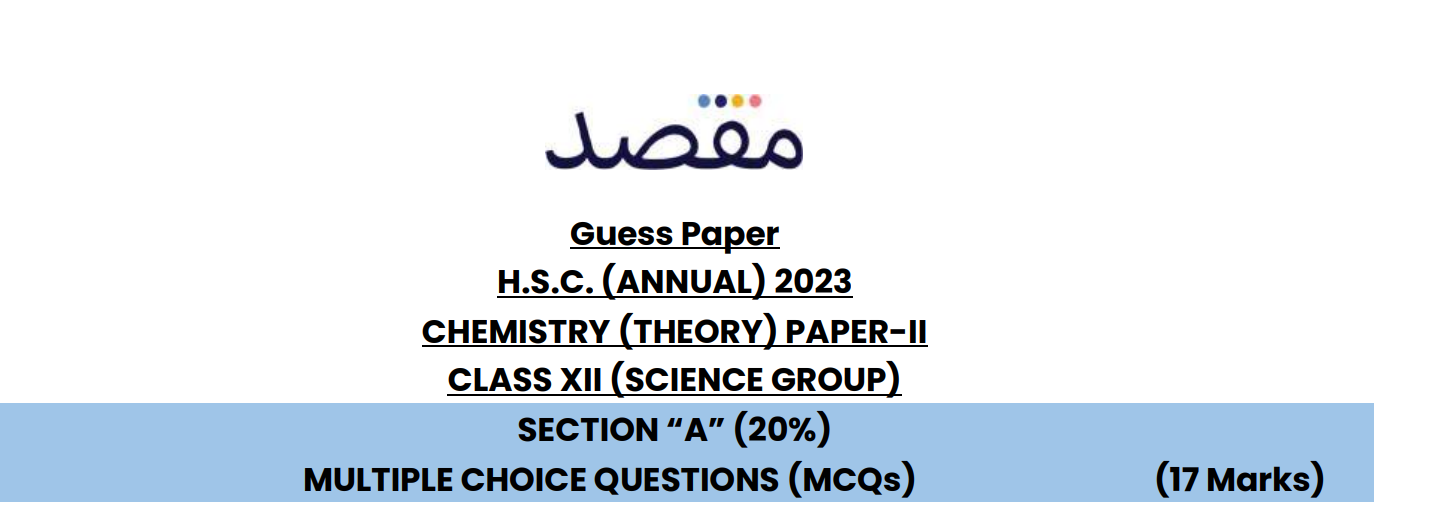 مقصد
Guess Paper
H.S.C. (ANNUAL) 2023
CHEMISTRY (THEORY) PAPER-II
CLASS XII (SCIENCE GROUP)
SECTION “A” (20%)
MULTIPLE CHOICE QUESTIONS (MCQs) (17 Marks)